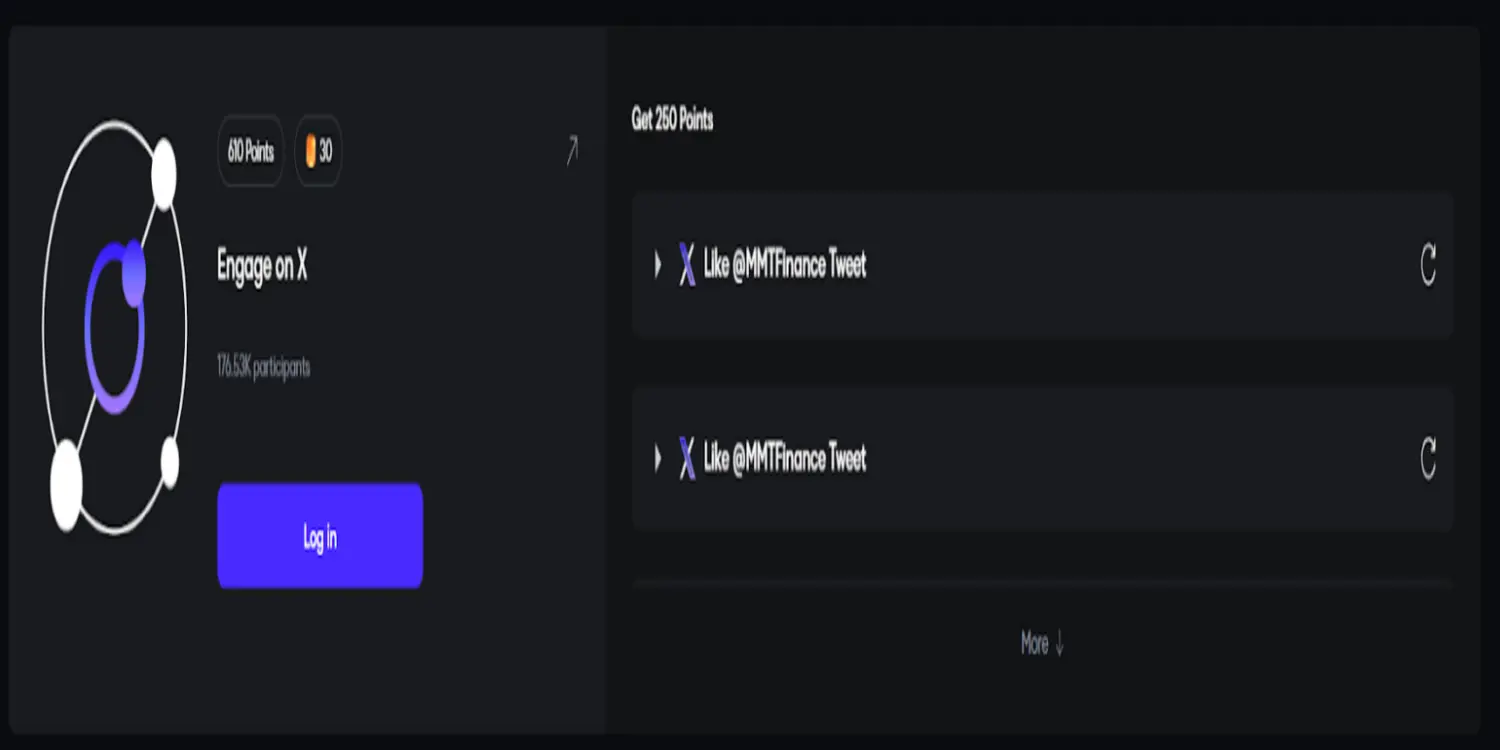 610 Points
30
Engage on X
176.53K participants
Log in
Get 250 Points
Like @MMTFinance Tweet
Like @MMTFinance Tweet
More ↓